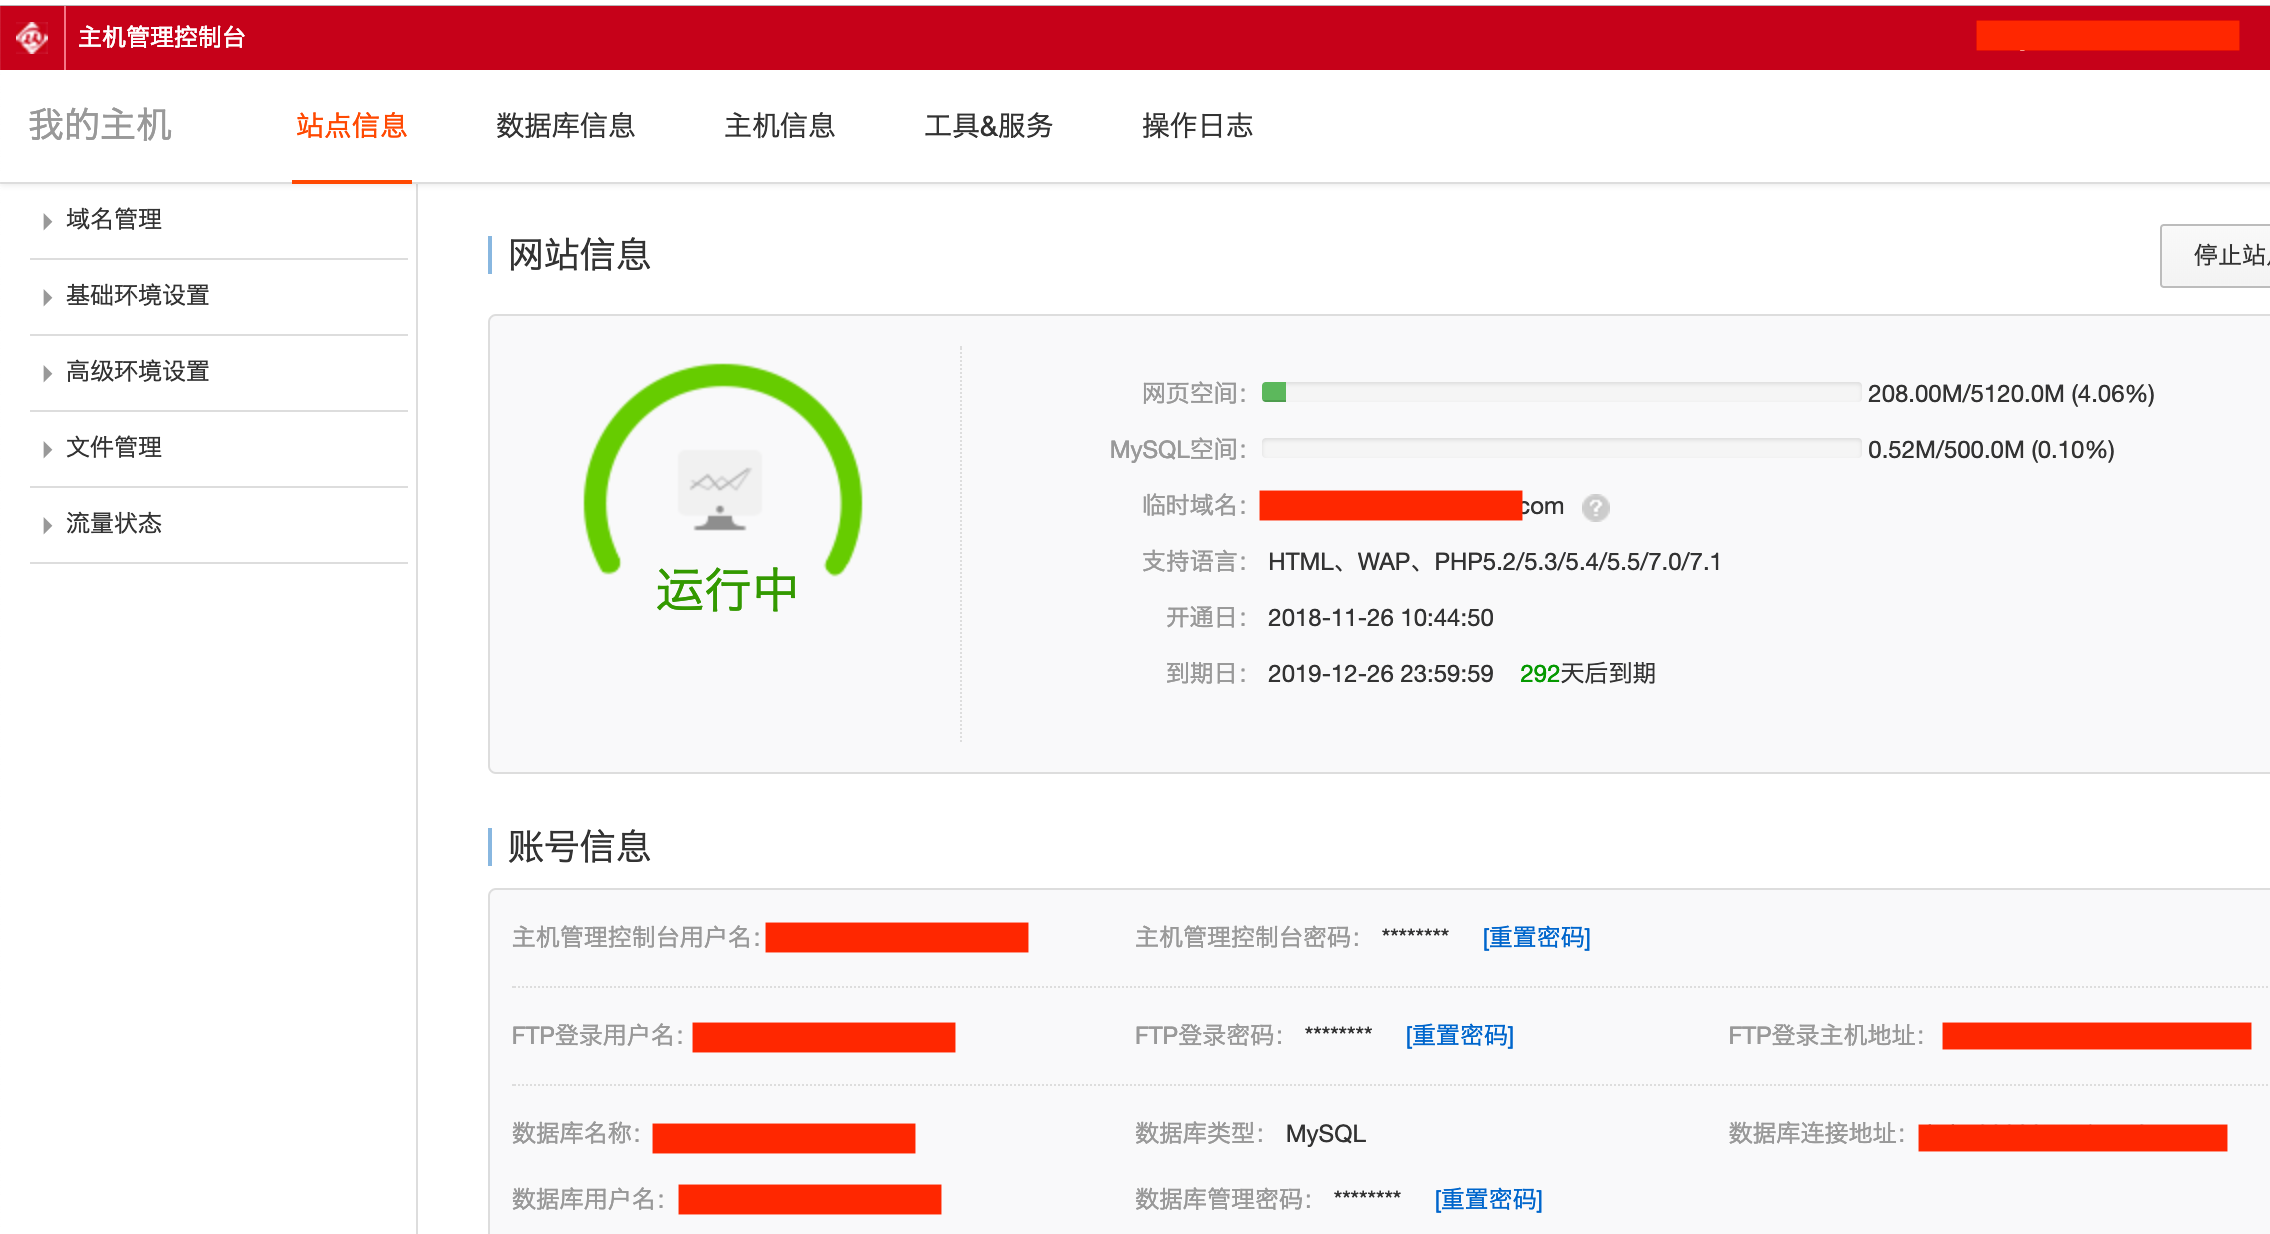 主机管理控制台
我的主机
站点信息
数据库信息
主机信息
工具&服务
操作日志
域名管理
基础环境设置
高级环境设置
文件管理
流量状态
网站信息
停止站
运行中
网页空间: 208.00M/5120.0M (4.06%)
MySQL空间: 0.52M/500.0M (0.10%)
临时域名: com ?
支持语言: HTML、WAP、PHP5.2/5.3/5.4/5.5/7.0/7.1
开通日: 2018-11-26 10:44:50
到期日: 2019-12-26 23:59:59 292天后到期
账号信息
主机管理控制台用户名: 主机管理控制台密码: ******** [重置密码]
FTP登录用户名: FTP登录密码: ******** [重置密码] FTP登录主机地址:
数据库名称: 数据库类型: MySQL 数据库连接地址:
数据库用户名: 数据库管理密码: ******** [重置密码]